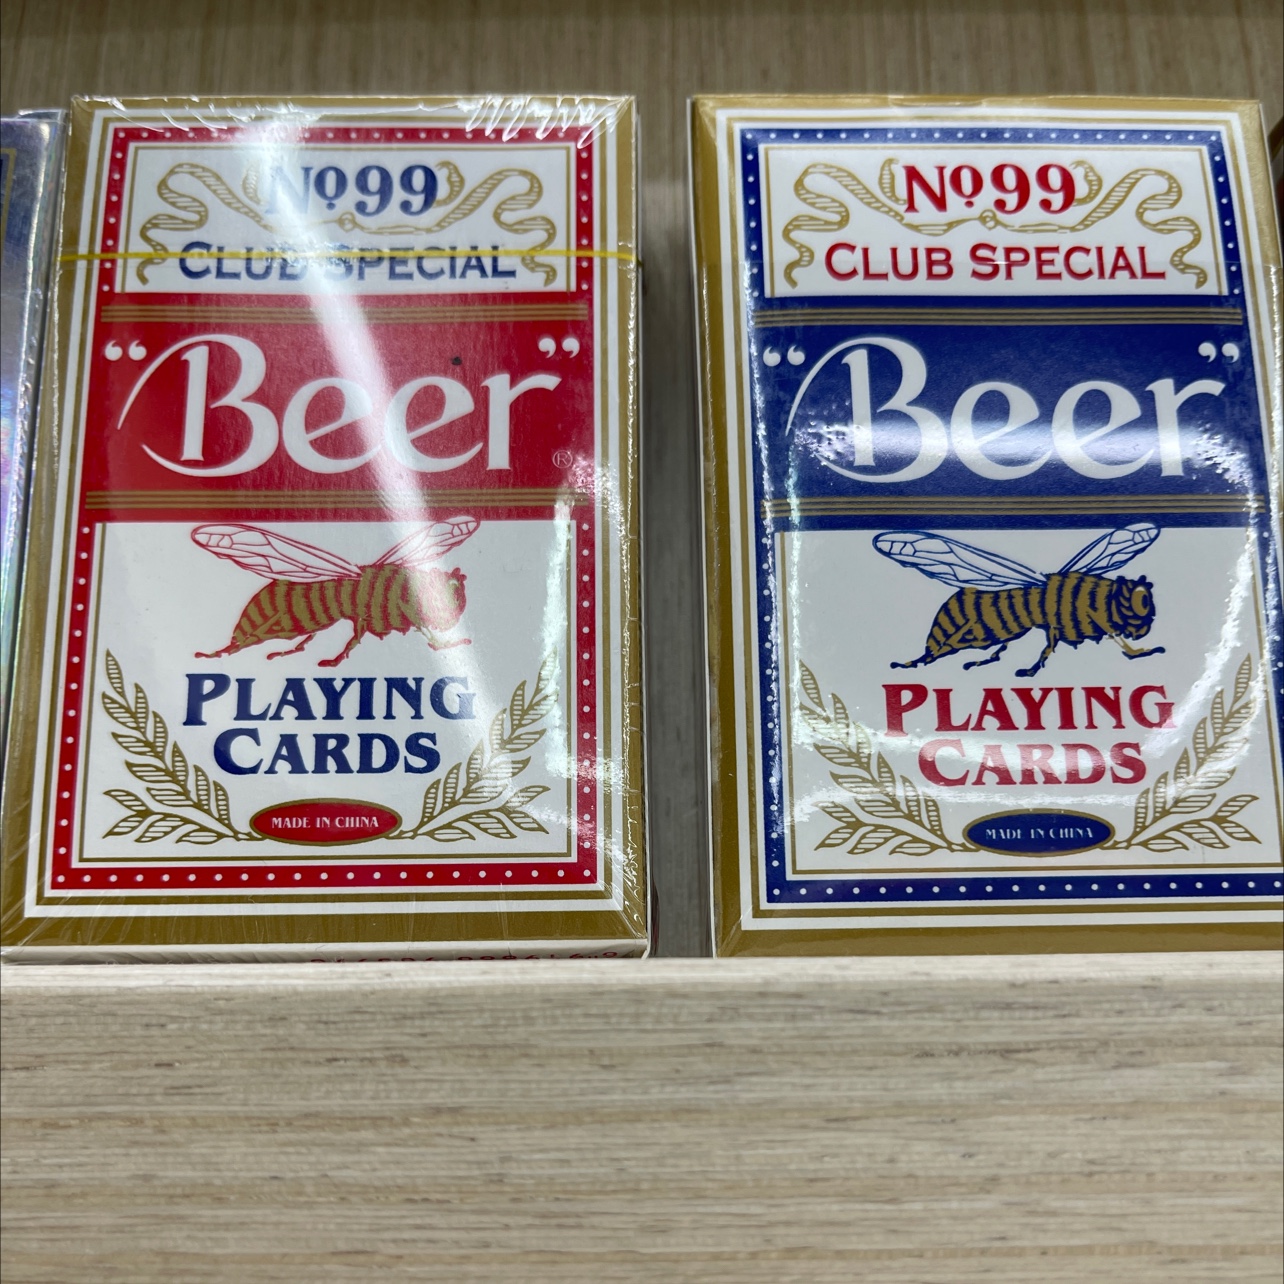 No99
CLUB SPECIAL
“Beer”
®
PLAYING
CARDS
MADE IN CHINA
No99
CLUB SPECIAL
“Beer”
PLAYING
CARDS
MADE IN CHINA